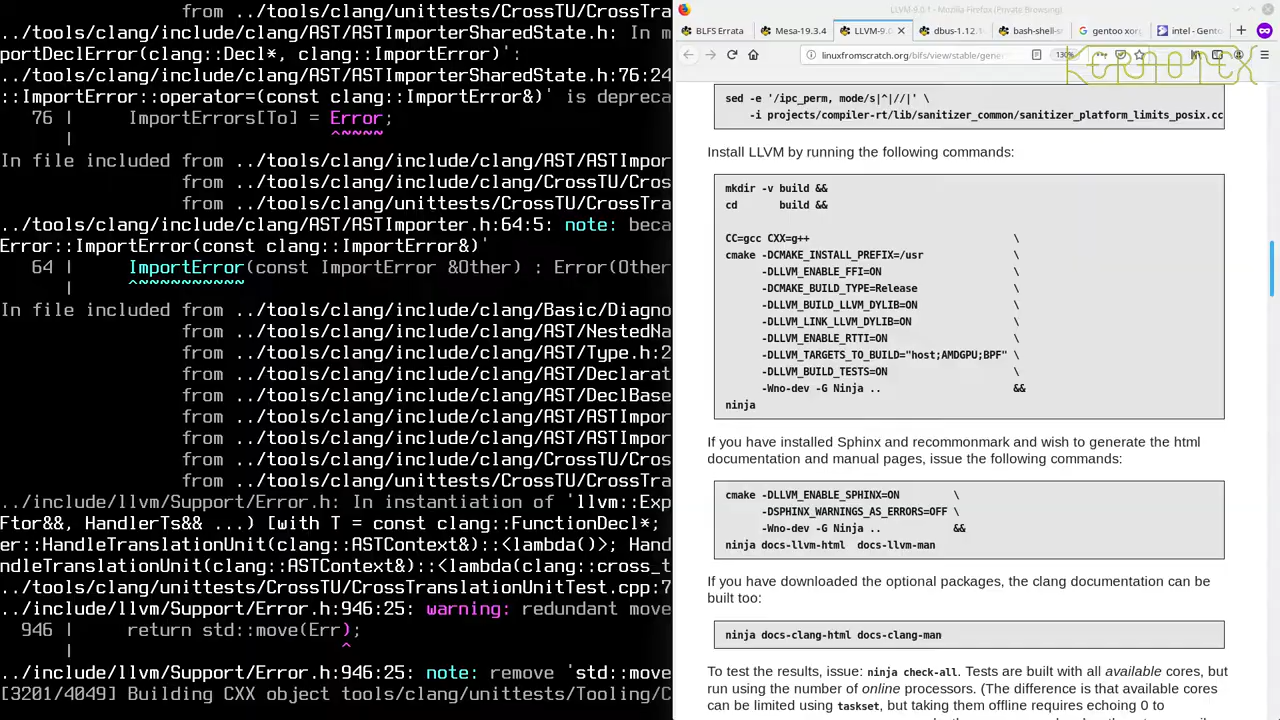 from ../tools/clang/unittests/CrossTU/CrossTra
../tools/clang/include/clang/AST/ASTImporterSharedState.h: In m
portDeclError(clang::Decl*, clang::ImportError)':
../tools/clang/include/clang/AST/ASTImporterSharedState.h:76:24
::ImportError::operator=(const clang::ImportError&)' is depreca
76 | ImportErrors[To] = Error;
| ^~~~~
In file included from ../tools/clang/include/clang/AST/ASTImpor
from ../tools/clang/include/clang/CrossTU/Cros
from ../tools/clang/unittests/CrossTU/CrossTra
../tools/clang/include/clang/AST/ASTImporter.h:64:5: note: beca
Error::ImportError(const clang::ImportError&)'
64 | ImportError(const ImportError &Other) : Error(Other
| ^~~~~~~~~~~
In file included from ../tools/clang/include/clang/Basic/Diagno
from ../tools/clang/include/clang/AST/NestedNa
from ../tools/clang/include/clang/AST/Type.h:2
from ../tools/clang/include/clang/AST/Declarat
from ../tools/clang/include/clang/AST/DeclBase
from ../tools/clang/include/clang/AST/ASTImpor
from ../tools/clang/include/clang/AST/ASTImpor
from ../tools/clang/include/clang/CrossTU/Cros
from ../tools/clang/unittests/CrossTU/CrossTra
../include/llvm/Support/Error.h: In instantiation of 'llvm::Exp
Ftor&&, HandlerTs&& ...) [with T = const clang::FunctionDecl*;
er::HandleTranslationUnit(clang::ASTContext&)::<lambda()>; Hand
ndleTranslationUnit(clang::ASTContext&)::<lambda(clang::cross_t
../tools/clang/unittests/CrossTU/CrossTranslationUnitTest.cpp:7
../include/llvm/Support/Error.h:946:25: warning: redundant move
946 | return std::move(Err);
| ^
../include/llvm/Support/Error.h:946:25: note: remove 'std::move
[3201/4049] Building CXX object tools/clang/unittests/Tooling/C
LLVM-9.0.1 - Mozilla Firefox (Private Browsing)
BLFS Errata Mesa-19.3.4 LLVM-9.0 dbus-1.12. bash-shell-s gentoo xorg intel - Gento
linuxfromscratch.org/blfs/view/stable/gener 130%
kernotex
sed -e '/ipc_perm, mode/s|^|//|' \
-i projects/compiler-rt/lib/sanitizer_common/sanitizer_platform_limits_posix.cc
Install LLVM by running the following commands:
mkdir -v build &&
cd build &&
CC=gcc CXX=g++ \
cmake -DCMAKE_INSTALL_PREFIX=/usr \
-DLLVM_ENABLE_FFI=ON \
-DCMAKE_BUILD_TYPE=Release \
-DLLVM_BUILD_LLVM_DYLIB=ON \
-DLLVM_LINK_LLVM_DYLIB=ON \
-DLLVM_ENABLE_RTTI=ON \
-DLLVM_TARGETS_TO_BUILD="host;AMDGPU;BPF" \
-DLLVM_BUILD_TESTS=ON \
-Wno-dev -G Ninja .. &&
ninja
If you have installed Sphinx and recommonmark and wish to generate the html
documentation and manual pages, issue the following commands:
cmake -DLLVM_ENABLE_SPHINX=ON \
-DSPHINX_WARNINGS_AS_ERRORS=OFF \
-Wno-dev -G Ninja .. &&
ninja docs-llvm-html docs-llvm-man
If you have downloaded the optional packages, the clang documentation can be
built too:
ninja docs-clang-html docs-clang-man
To test the results, issue: ninja check-all. Tests are built with all available cores, but
run using the number of online processors. (The difference is that available cores
can be limited using taskset, but taking them offline requires echoing 0 to